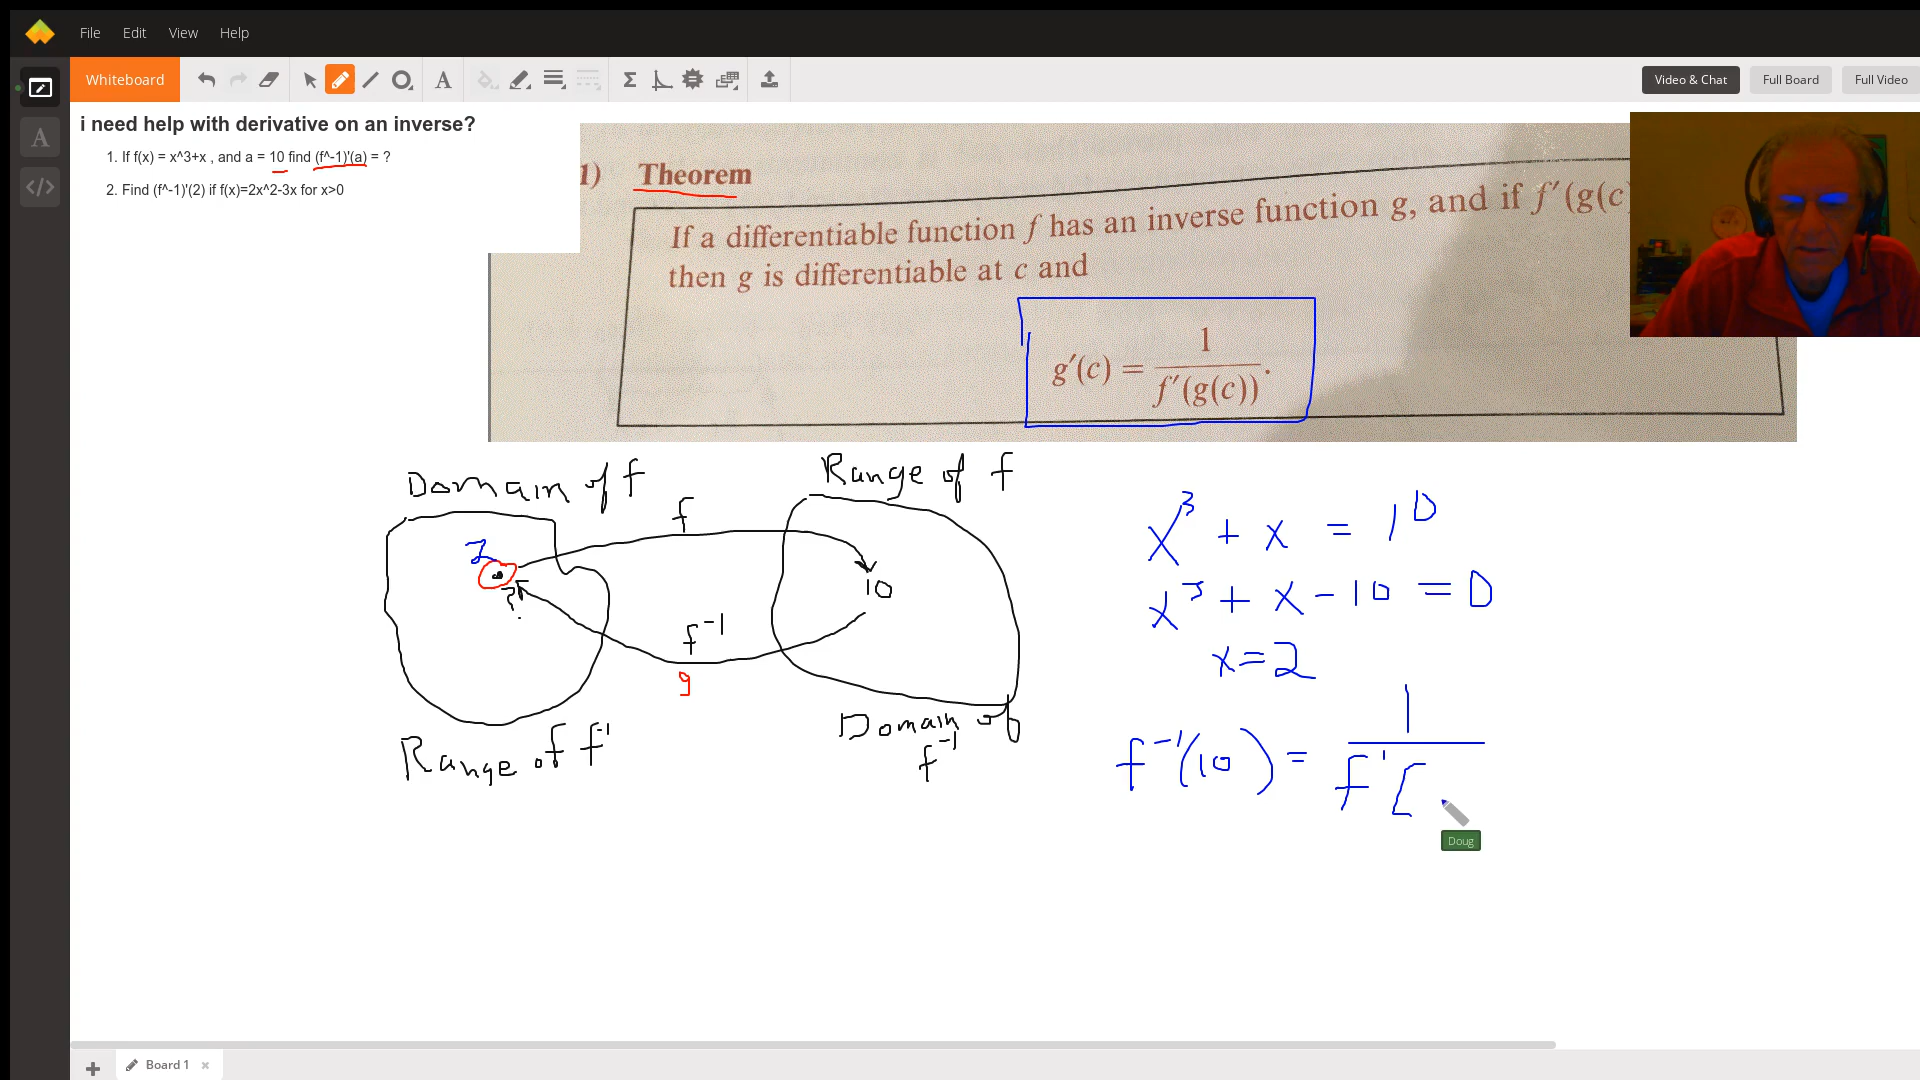 File Edit View Help
Whiteboard
A
Video & Chat Full Board Full Video
A
</>
i need help with derivative on an inverse?
1. If f(x) = x^3+x , and a = 10 find (f^-1)'(a) = ?
2. Find (f^-1)'(2) if f(x)=2x^2-3x for x>0
1) Theorem
If a differentiable function f has an inverse function g, and if f′(g(c
then g is differentiable at c and
g′(c) = 1 / f′(g(c)).
Domain of f
Range of f
f
2
?
10
f⁻¹
g
Range of f f⁻¹
Domain of
f⁻¹
x³ + x = 10
x³ + x - 10 = 0
x = 2
f⁻¹(10) = 1 / f'[
Doug
Board 1 ×